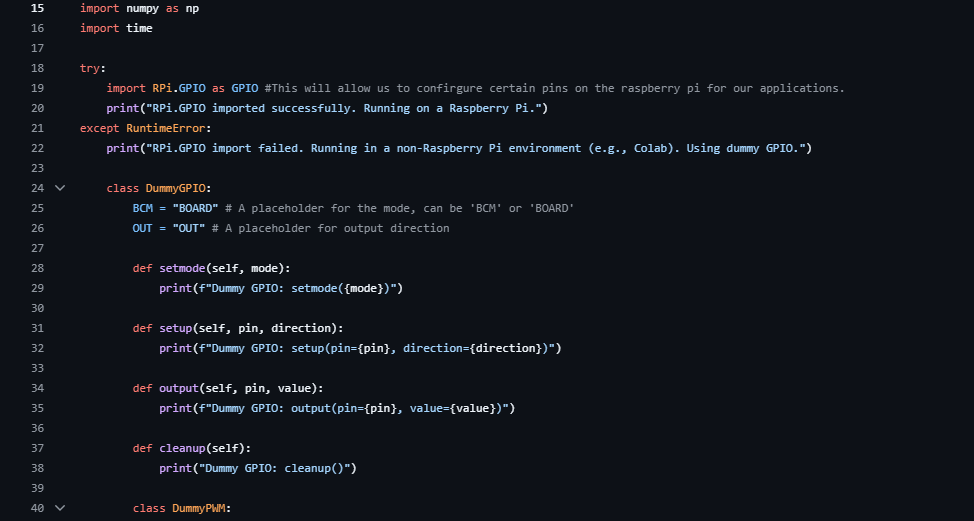 15 import numpy as np
16 import time
17
18 try:
19     import RPi.GPIO as GPIO #This will allow us to confirgure certain pins on the raspberry pi for our applications.
20     print("RPi.GPIO imported successfully. Running on a Raspberry Pi.")
21 except RuntimeError:
22     print("RPi.GPIO import failed. Running in a non-Raspberry Pi environment (e.g., Colab). Using dummy GPIO.")
23
24     class DummyGPIO:
25         BCM = "BOARD" # A placeholder for the mode, can be 'BCM' or 'BOARD'
26         OUT = "OUT" # A placeholder for output direction
27
28         def setmode(self, mode):
29             print(f"Dummy GPIO: setmode({mode})")
30
31         def setup(self, pin, direction):
32             print(f"Dummy GPIO: setup(pin={pin}, direction={direction})")
33
34         def output(self, pin, value):
35             print(f"Dummy GPIO: output(pin={pin}, value={value})")
36
37         def cleanup(self):
38             print("Dummy GPIO: cleanup()")
39
40         class DummyPWM: